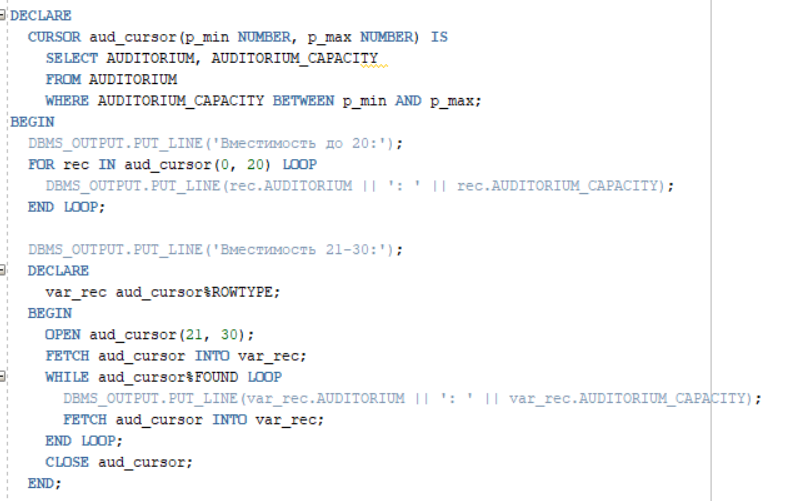 DECLARE
CURSOR aud_cursor(p_min NUMBER, p_max NUMBER) IS
SELECT AUDITORIUM, AUDITORIUM_CAPACITY
FROM AUDITORIUM
WHERE AUDITORIUM_CAPACITY BETWEEN p_min AND p_max;
BEGIN
DBMS_OUTPUT.PUT_LINE('Вместимость до 20:');
FOR rec IN aud_cursor(0, 20) LOOP
DBMS_OUTPUT.PUT_LINE(rec.AUDITORIUM || ': ' || rec.AUDITORIUM_CAPACITY);
END LOOP;
DBMS_OUTPUT.PUT_LINE('Вместимость 21-30:');
DECLARE
var_rec aud_cursor%ROWTYPE;
BEGIN
OPEN aud_cursor(21, 30);
FETCH aud_cursor INTO var_rec;
WHILE aud_cursor%FOUND LOOP
DBMS_OUTPUT.PUT_LINE(var_rec.AUDITORIUM || ': ' || var_rec.AUDITORIUM_CAPACITY);
FETCH aud_cursor INTO var_rec;
END LOOP;
CLOSE aud_cursor;
END;